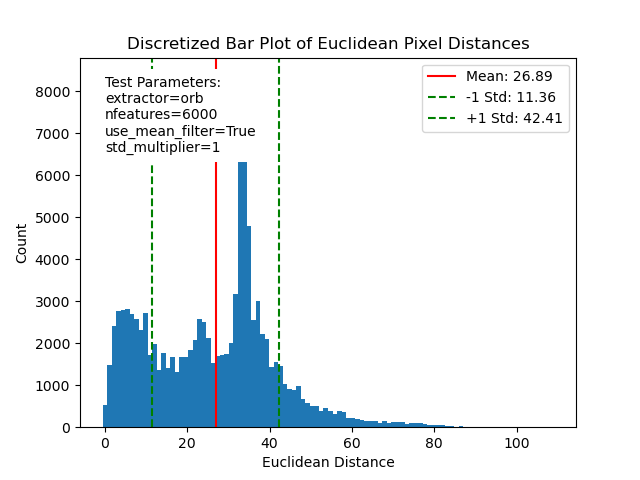 Discretized Bar Plot of Euclidean Pixel Distances
Test Parameters:
extractor=orb
nfeatures=6000
use_mean_filter=True
std_multiplier=1
Mean: 26.89
-1 Std: 11.36
+1 Std: 42.41
Count
8000
7000
6000
5000
4000
3000
2000
1000
0
0 20 40 60 80 100
Euclidean Distance